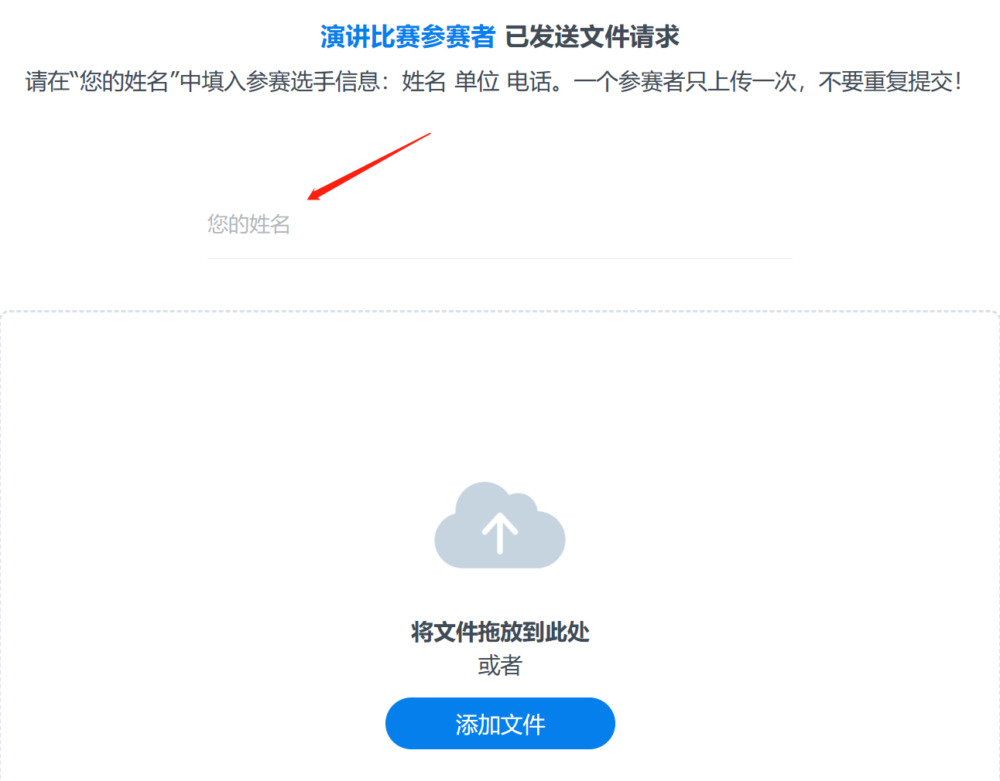 演讲比赛参赛者 已发送文件请求
请在“您的姓名”中填入参赛选手信息：姓名 单位 电话。一个参赛者只上传一次，不要重复提交！
您的姓名
将文件拖放到此处
或者
添加文件